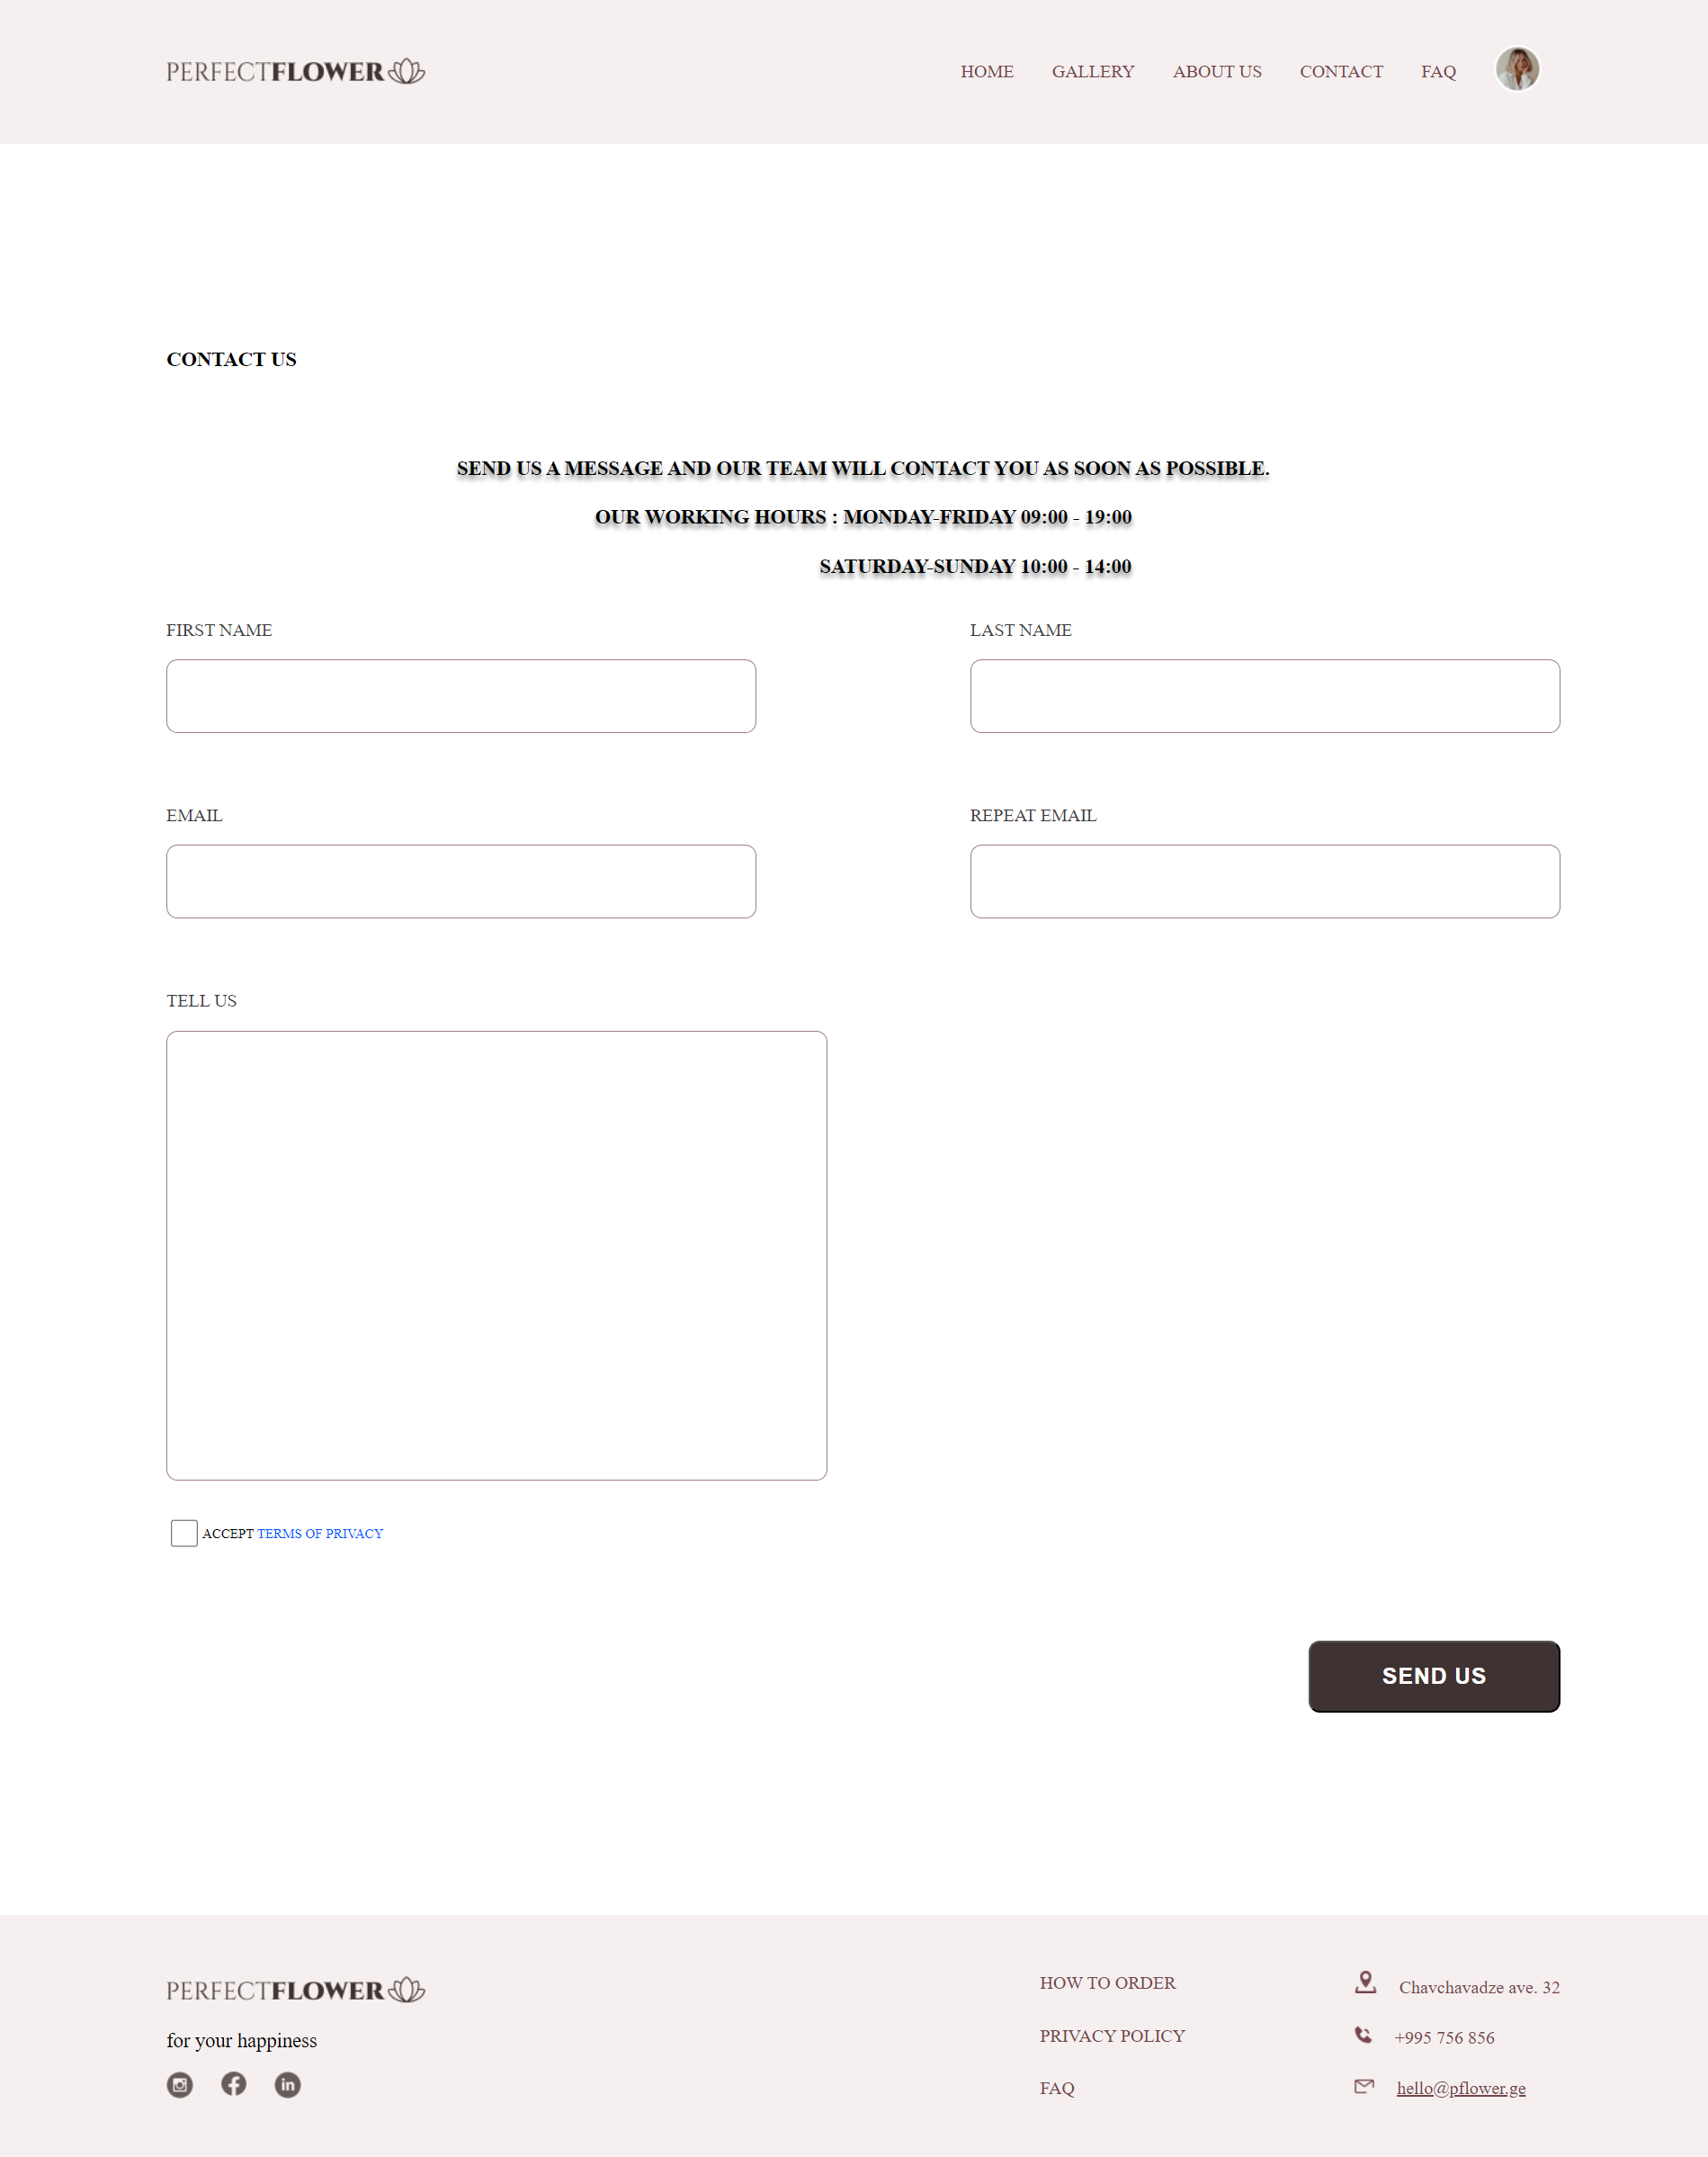 PERFECTFLOWER
HOME GALLERY ABOUT US CONTACT FAQ
CONTACT US
SEND US A MESSAGE AND OUR TEAM WILL CONTACT YOU AS SOON AS POSSIBLE.
OUR WORKING HOURS : MONDAY-FRIDAY 09:00 - 19:00
SATURDAY-SUNDAY 10:00 - 14:00
FIRST NAME
LAST NAME
EMAIL
REPEAT EMAIL
TELL US
ACCEPT TERMS OF PRIVACY
SEND US
PERFECTFLOWER
for your happiness
in
HOW TO ORDER
PRIVACY POLICY
FAQ
Chavchavadze ave. 32
+995 756 856
hello@pflower.ge